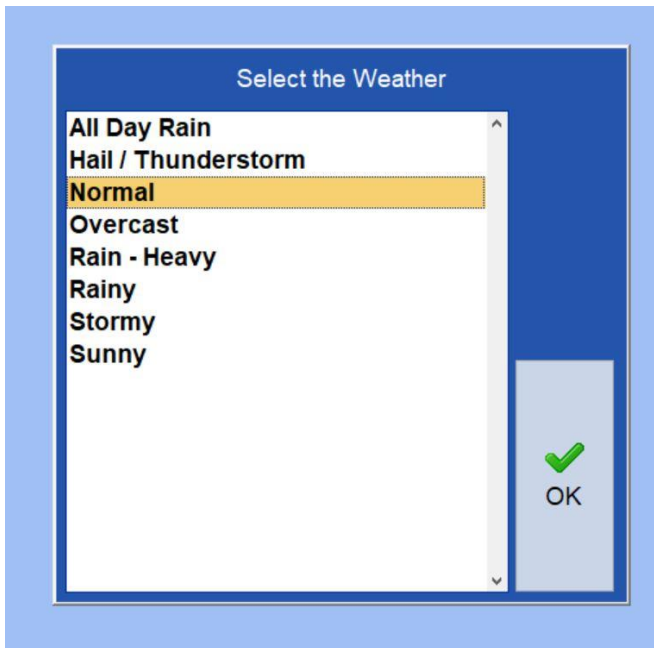 Select the Weather
All Day Rain
Hail / Thunderstorm
Normal
Overcast
Rain - Heavy
Rainy
Stormy
Sunny
OK